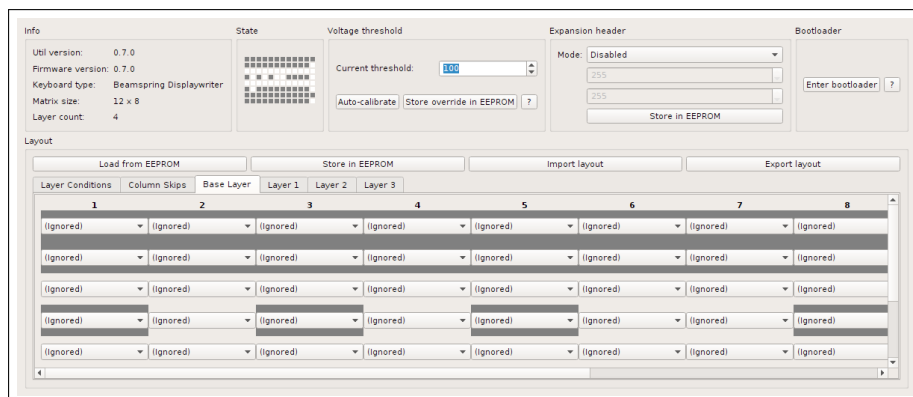 Info
State
Voltage threshold
Expansion header
Bootloader
Util version: 0.7.0
Firmware version: 0.7.0
Keyboard type: Beamspring Displaywriter
Matrix size: 12 x 8
Layer count: 4
Current threshold: 100
Auto-calibrate Store override in EEPROM ?
Mode: Disabled
255
255
Store in EEPROM
Enter bootloader ?
Layout
Load from EEPROM Store in EEPROM Import layout Export layout
Layer Conditions Column Skips Base Layer Layer 1 Layer 2 Layer 3
1 2 3 4 5 6 7 8
(Ignored) (Ignored) (Ignored) (Ignored) (Ignored) (Ignored) (Ignored) (Ignored)
(Ignored) (Ignored) (Ignored) (Ignored) (Ignored) (Ignored) (Ignored) (Ignored)
(Ignored) (Ignored) (Ignored) (Ignored) (Ignored) (Ignored) (Ignored) (Ignored)
(Ignored) (Ignored) (Ignored) (Ignored) (Ignored) (Ignored) (Ignored) (Ignored)
(Ignored) (Ignored) (Ignored) (Ignored) (Ignored) (Ignored) (Ignored) (Ignored)